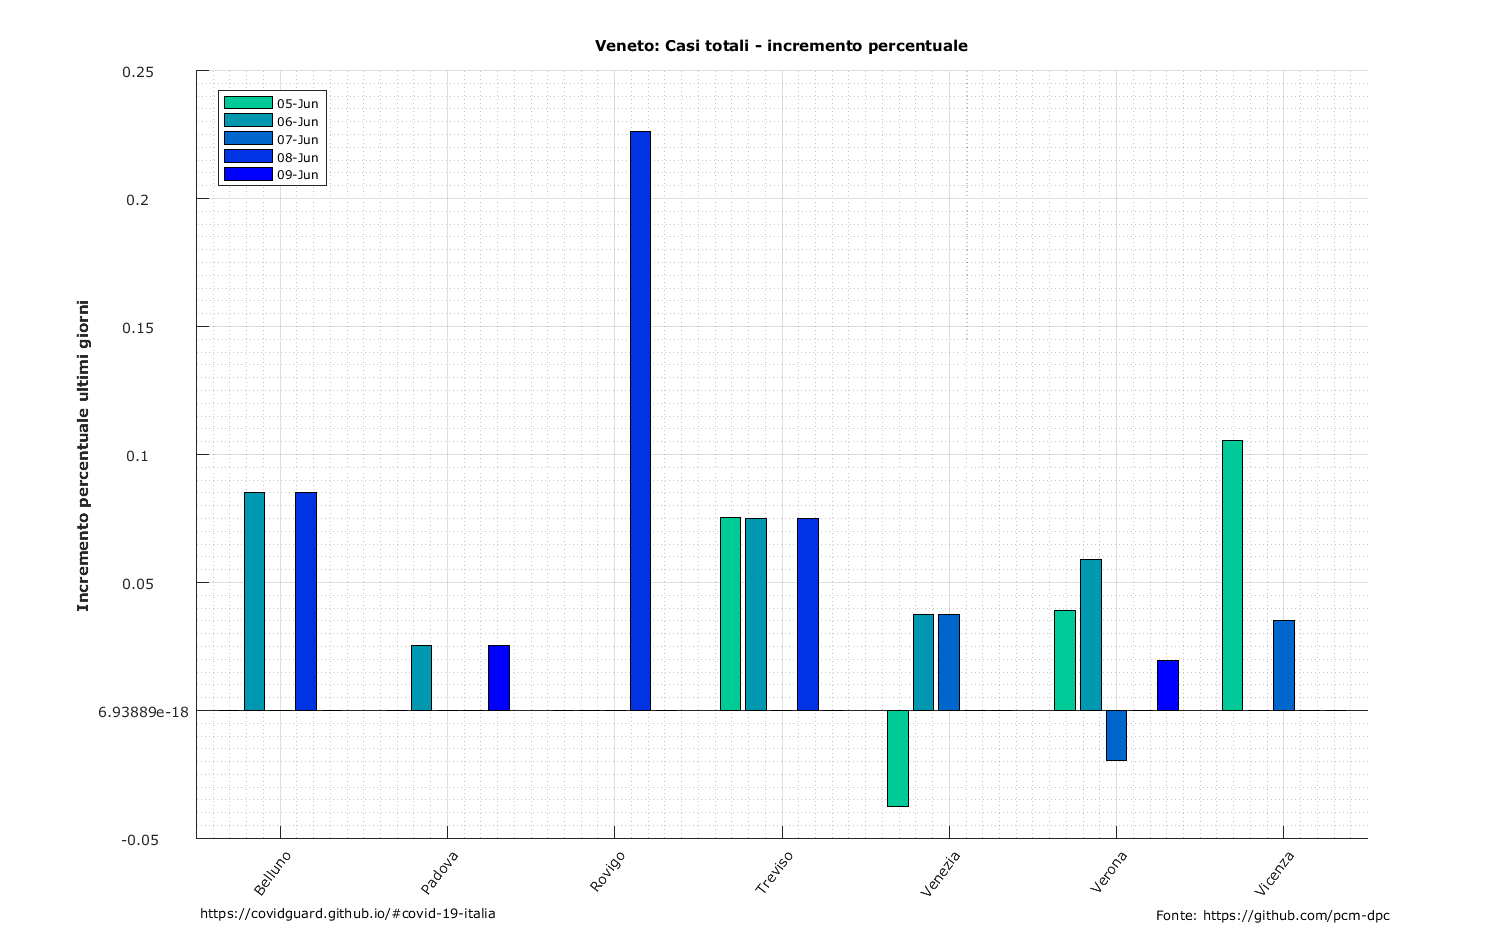 Veneto: Casi totali - incremento percentuale
0.25
0.2
0.15
0.1
0.05
6.93889e-18
-0.05
Incremento percentuale ultimi giorni
05-Jun
06-Jun
07-Jun
08-Jun
09-Jun
Belluno
Padova
Rovigo
Treviso
Venezia
Verona
Vicenza
https://covidguard.github.io/#covid-19-italia
Fonte: https://github.com/pcm-dpc